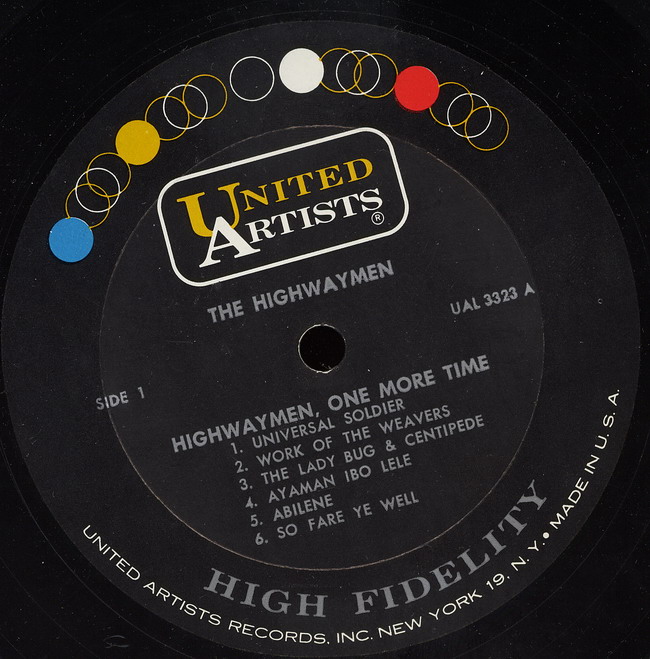 UNITED
ARTISTS
®
THE HIGHWAYMEN
UAL 3323 A
SIDE 1
HIGHWAYMEN, ONE MORE TIME
1. UNIVERSAL SOLDIER
2. WORK OF THE WEAVERS
3. THE LADY BUG & CENTIPEDE
4. AYAMAN IBO LELE
5. ABILENE
6. SO FARE YE WELL
HIGH FIDELITY
UNITED ARTISTS RECORDS, INC. NEW YORK 19, N. Y. • MADE IN U. S. A.